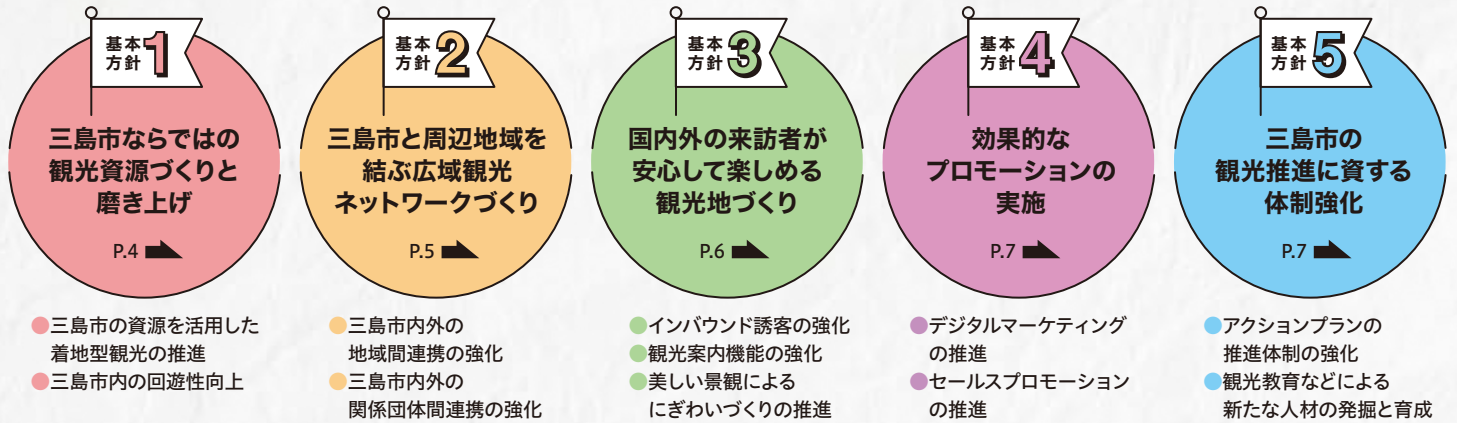 基本
方針
1
三島市ならではの
観光資源づくりと
磨き上げ
P.4
●三島市の資源を活用した
着地型観光の推進
●三島市内の回遊性向上
基本
方針
2
三島市と周辺地域を
結ぶ広域観光
ネットワークづくり
P.5
●三島市内外の
地域間連携の強化
●三島市内外の
関係団体間連携の強化
基本
方針
3
国内外の来訪者が
安心して楽しめる
観光地づくり
P.6
●インバウンド誘客の強化
●観光案内機能の強化
●美しい景観による
にぎわいづくりの推進
基本
方針
4
効果的な
プロモーションの
実施
P.7
●デジタルマーケティング
の推進
●セールスプロモーション
の推進
基本
方針
5
三島市の
観光推進に資する
体制強化
P.7
●アクションプランの
推進体制の強化
●観光教育などによる
新たな人材の発掘と育成